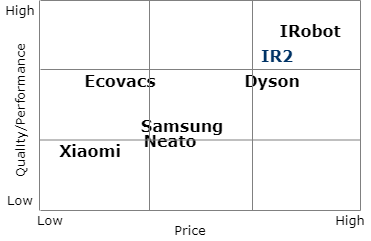 High
IRobot
IR2
Ecovacs
Dyson
Quality/Performance
Samsung
Neato
Xiaomi
Low
Low
High
Price